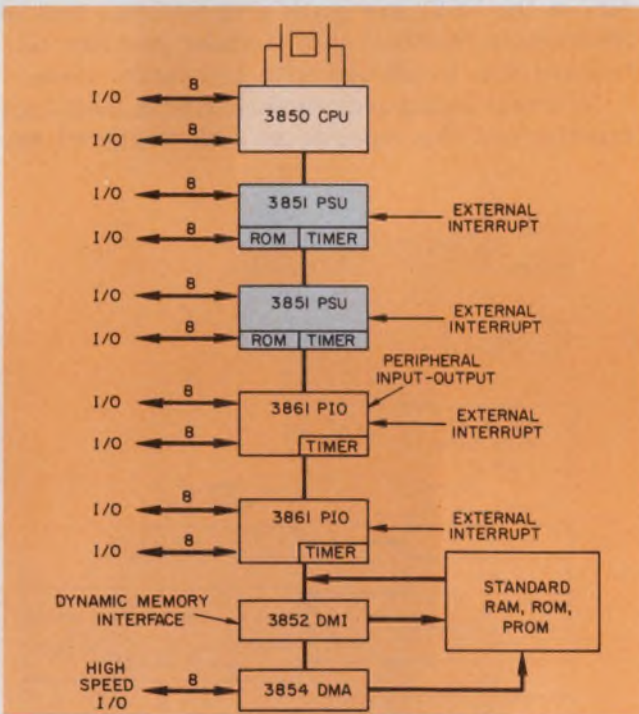 8
I/O
3850 CPU
8
I/O
8
I/O
3851 PSU
EXTERNAL
INTERRUPT
8
I/O
ROM
TIMER
8
I/O
3851 PSU
EXTERNAL
INTERRUPT
8
I/O
ROM
TIMER
PERIPHERAL
INPUT-OUTPUT
8
I/O
3861 PIO
EXTERNAL
INTERRUPT
8
I/O
TIMER
8
I/O
3861 PIO
EXTERNAL
INTERRUPT
8
I/O
TIMER
STANDARD
RAM, ROM,
PROM
DYNAMIC MEMORY
INTERFACE
3852 DMI
HIGH
SPEED
I/O
8
3854 DMA